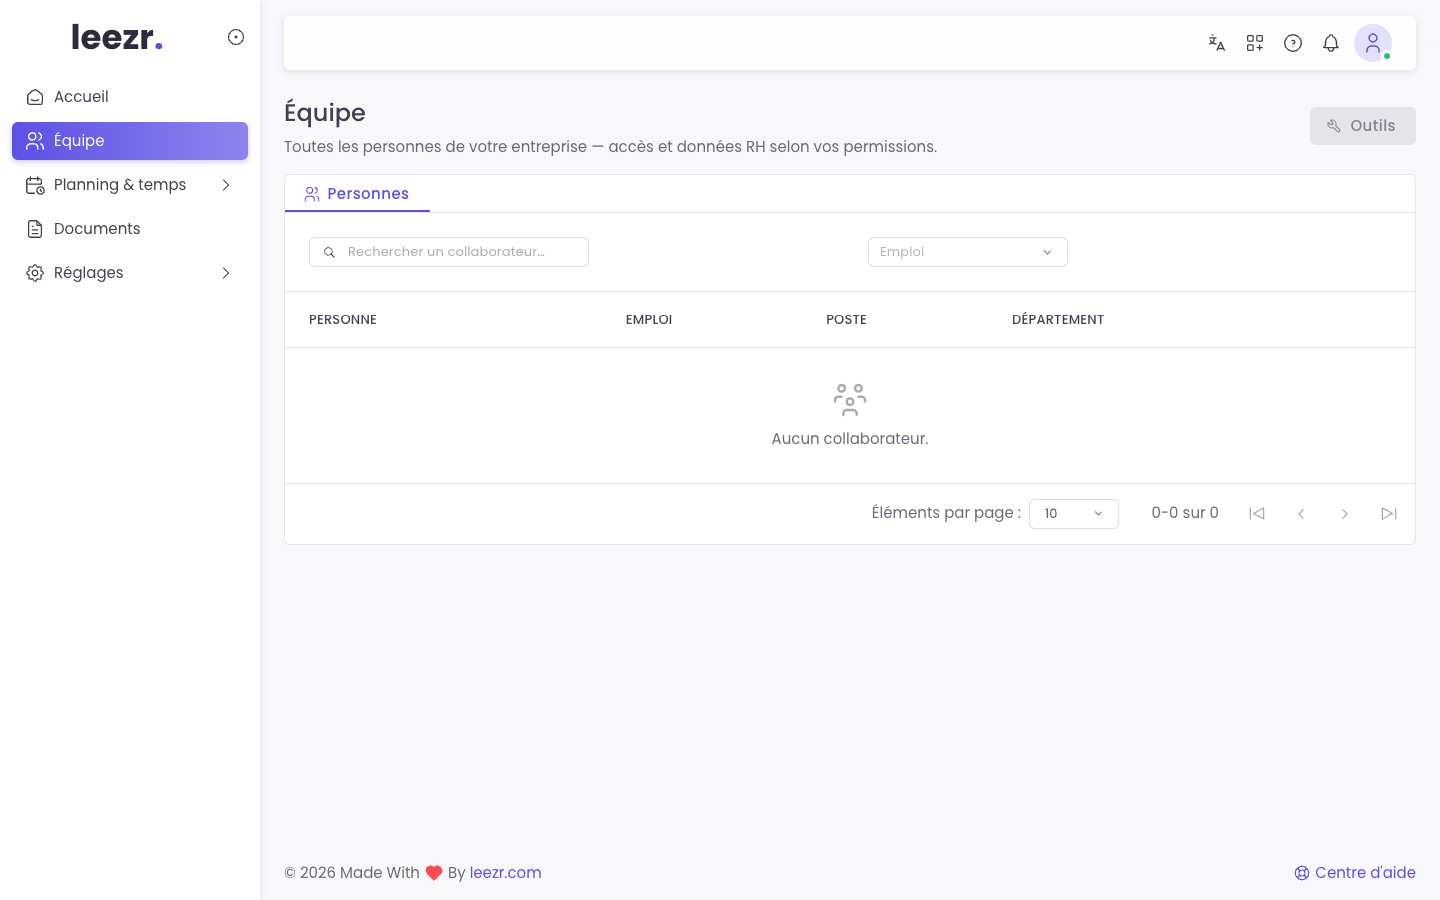 leezr.
Accueil
Équipe
Planning & temps
Documents
Réglages
Équipe
Toutes les personnes de votre entreprise — accès et données RH selon vos permissions.
Outils
Personnes
Rechercher un collaborateur...
Emploi
PERSONNE EMPLOI POSTE DÉPARTEMENT
Aucun collaborateur.
Éléments par page : 10 0-0 sur 0
© 2026 Made With By leezr.com
Centre d'aide